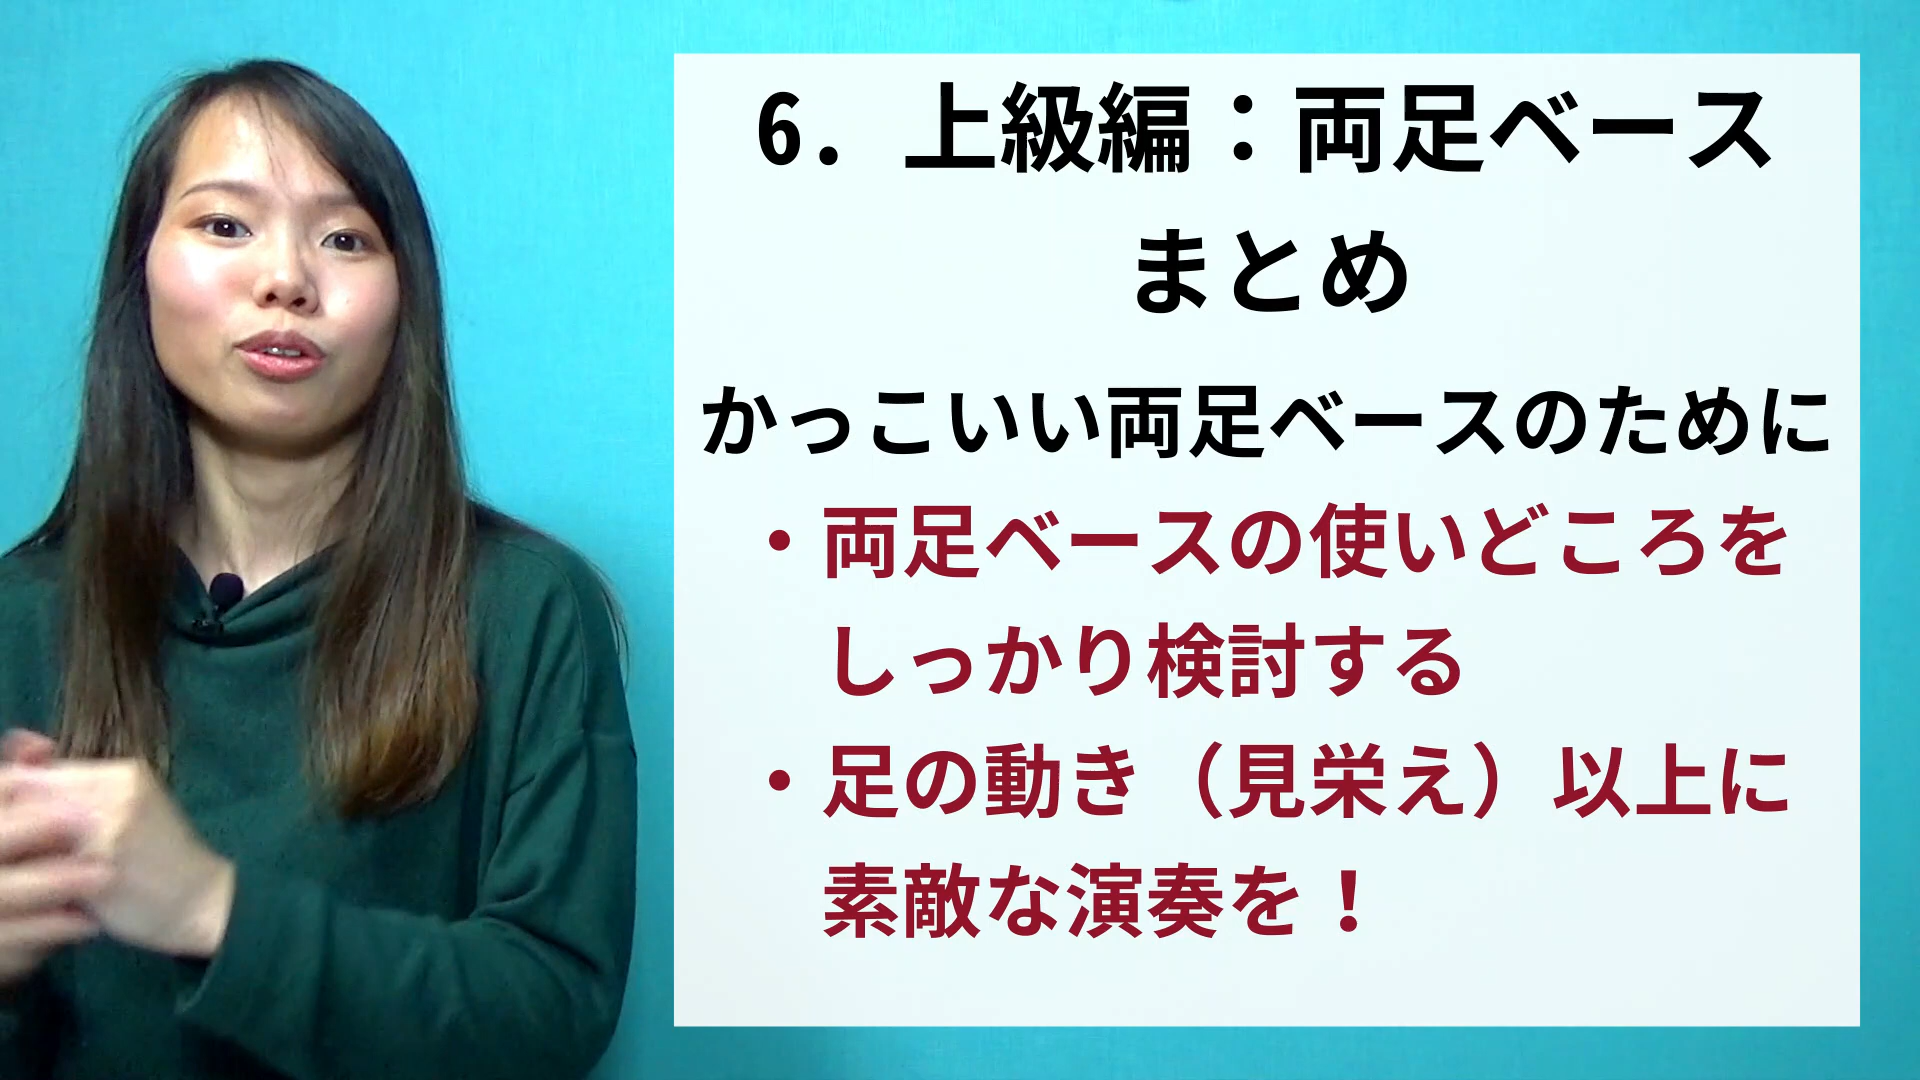 6．上級編：両足ベース
まとめ
かっこいい両足ベースのために
・両足ベースの使いどころを
しっかり検討する
・足の動き（見栄え）以上に
素敵な演奏を！